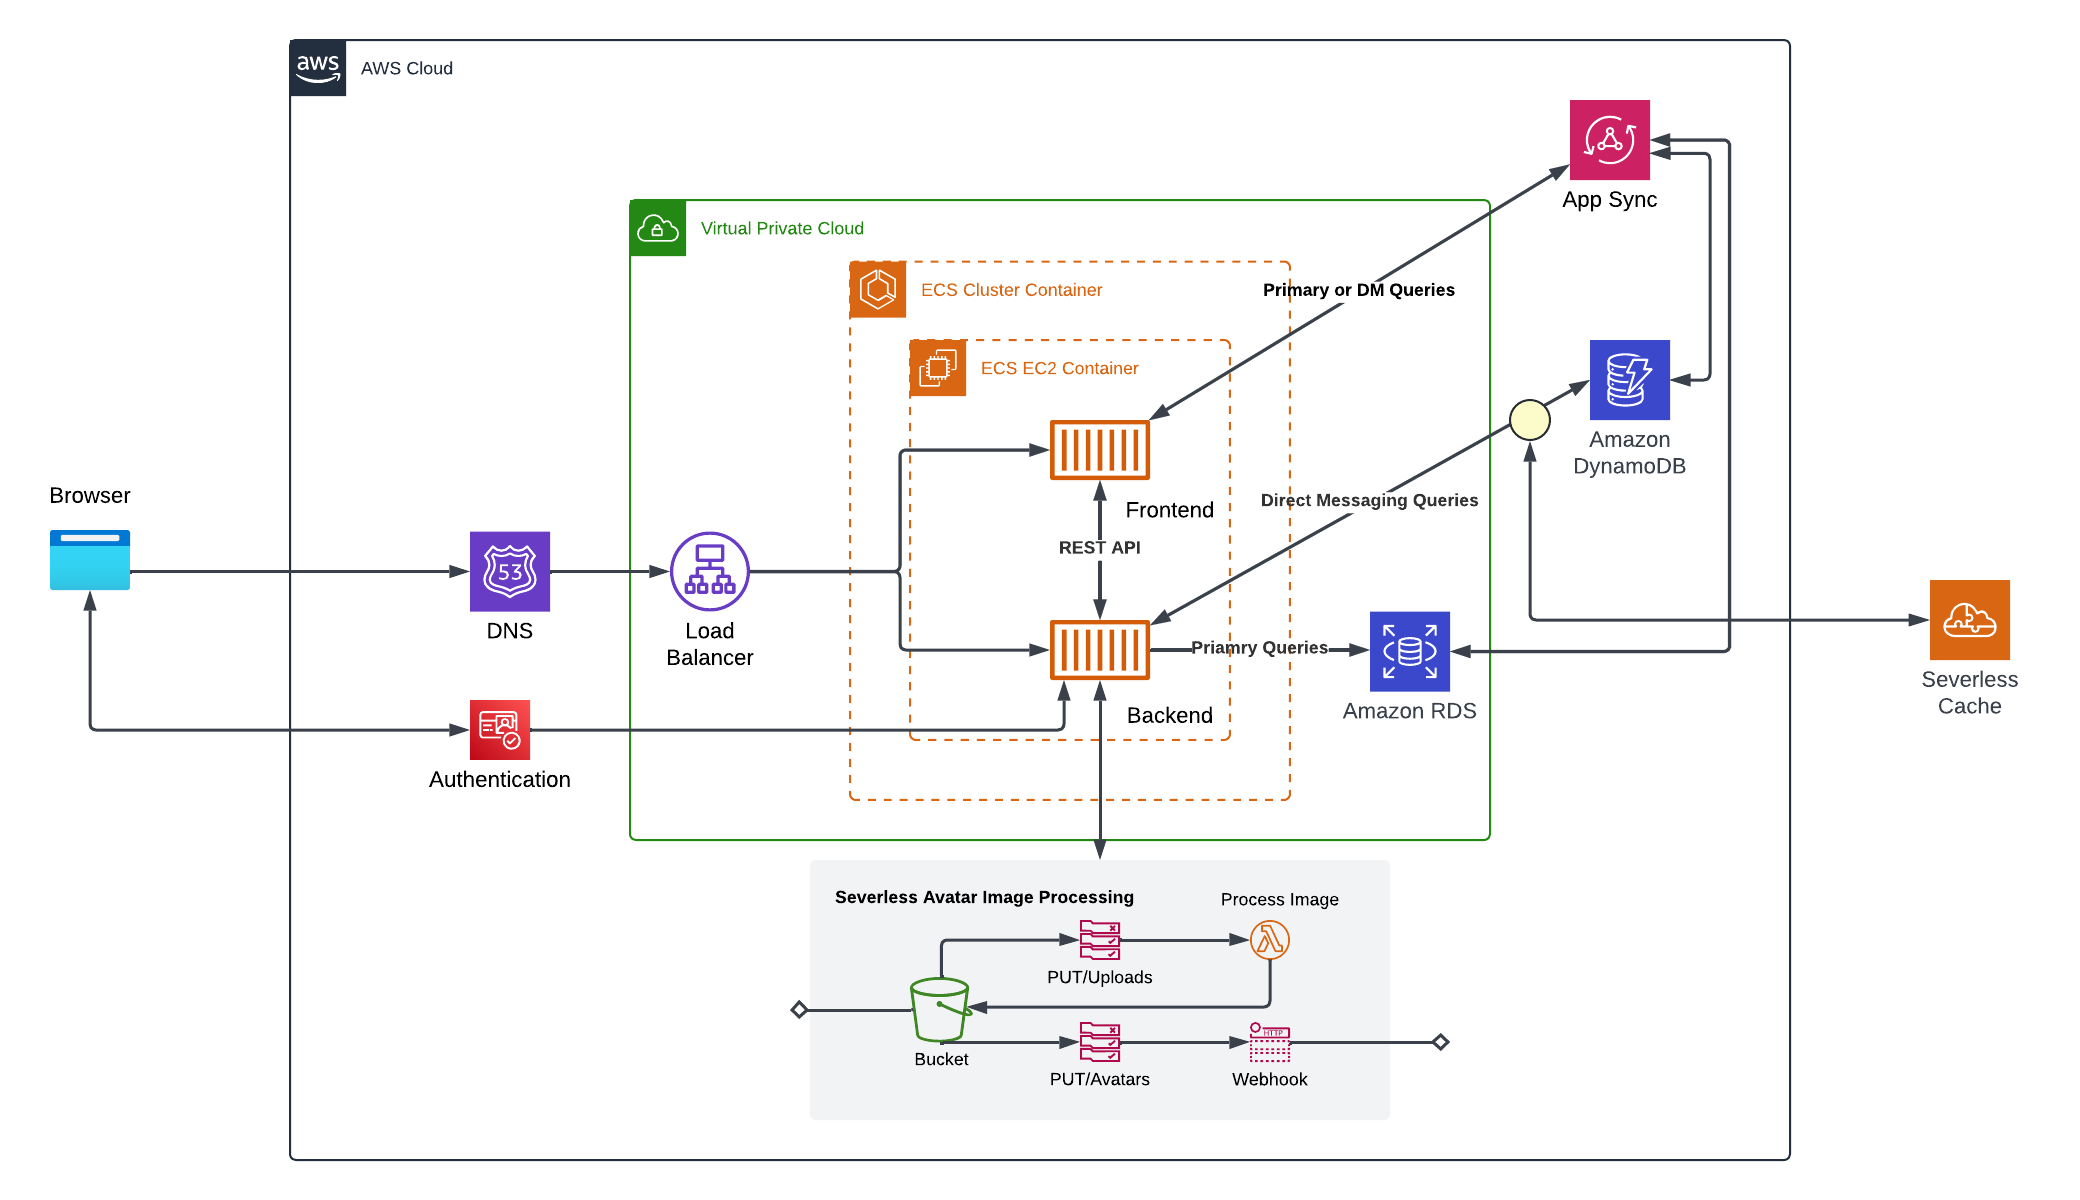 aws
AWS Cloud
App Sync
Virtual Private Cloud
ECS Cluster Container
Primary or DM Queries
ECS EC2 Container
Amazon
DynamoDB
Browser
Direct Messaging Queries
Frontend
REST API
53
DNS
Load
Balancer
Priamry Queries
Amazon RDS
Severless
Cache
Backend
Authentication
Severless Avatar Image Processing
Process Image
PUT/Uploads
Bucket
HTTP
PUT/Avatars
Webhook